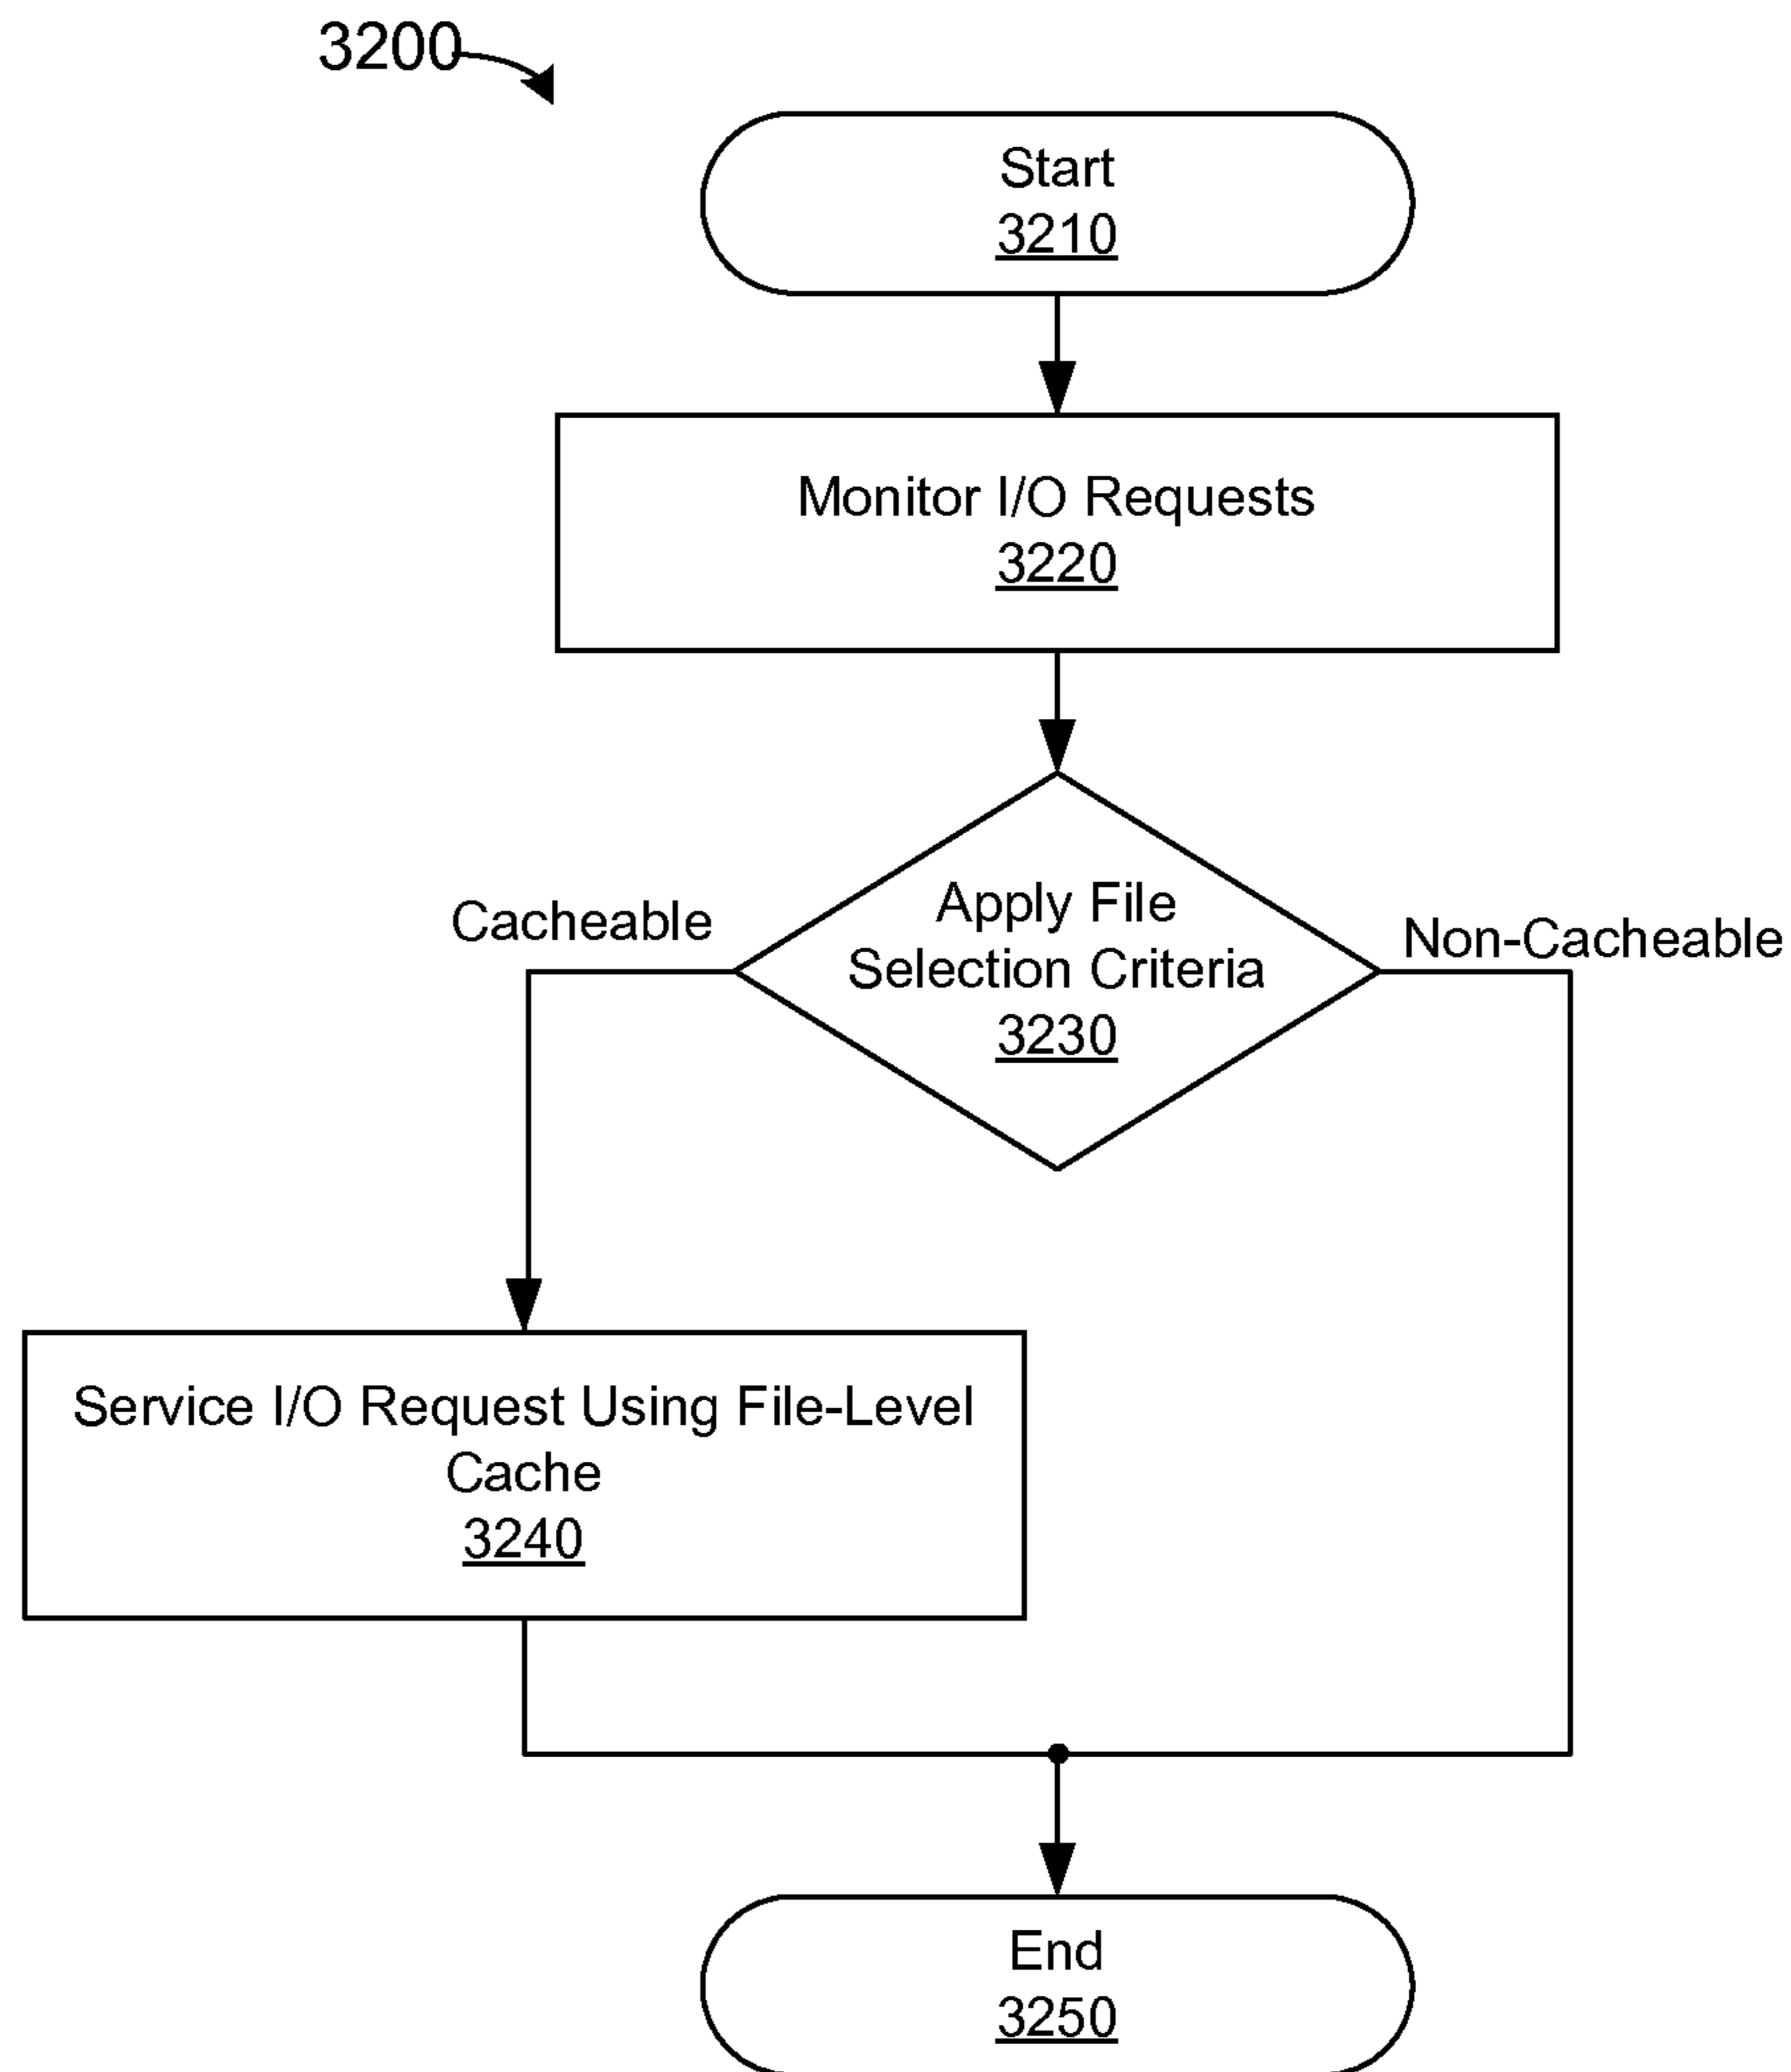 3200
Start
3210
Monitor I/O Requests
3220
Apply File
Selection Criteria
3230
Cacheable
Non-Cacheable
Service I/O Request Using File-Level
Cache
3240
End
3250